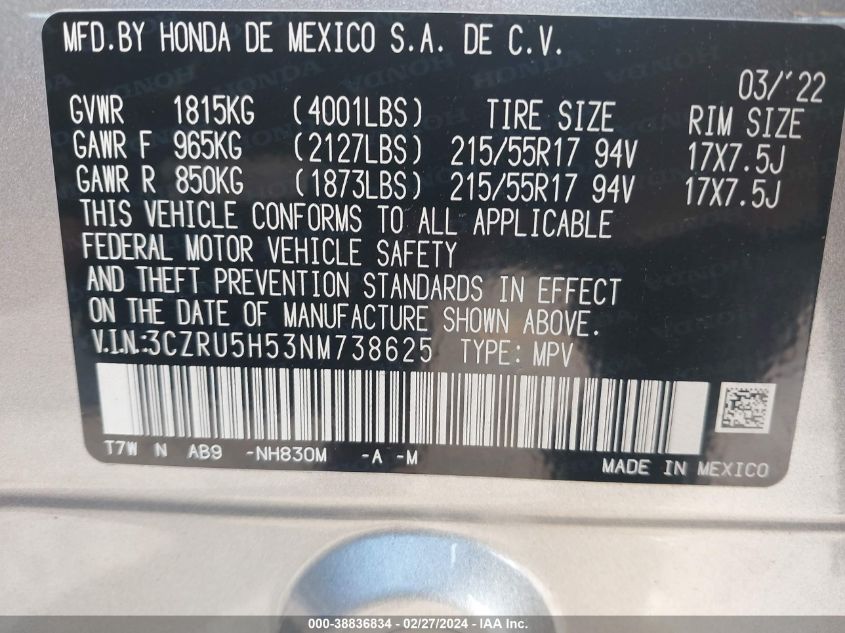 MFD.BY HONDA DE MEXICO S.A. DE C.V.
03/'22
GVWR 1815KG (4001LBS) TIRE SIZE RIM SIZE
GAWR F 965KG (2127LBS) 215/55R17 94V 17X7.5J
GAWR R 850KG (1873LBS) 215/55R17 94V 17X7.5J
THIS VEHICLE CONFORMS TO ALL APPLICABLE
FEDERAL MOTOR VEHICLE SAFETY
AND THEFT PREVENTION STANDARDS IN EFFECT
ON THE DATE OF MANUFACTURE SHOWN ABOVE.
V.I.N.:3CZRU5H53NM738625 TYPE: MPV
T7W N AB9 -NH830M -A -M
MADE IN MEXICO
000-38836834 - 02/27/2024 - IAA Inc.